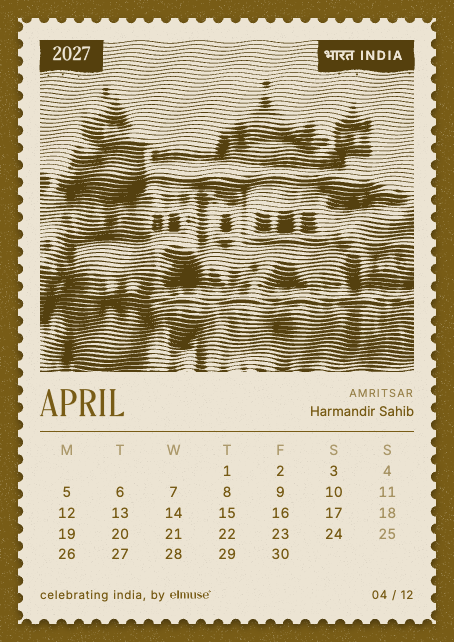 2027
भारत INDIA
APRIL
AMRITSAR
Harmandir Sahib
M T W T F S S
1 2 3 4
5 6 7 8 9 10 11
12 13 14 15 16 17 18
19 20 21 22 23 24 25
26 27 28 29 30
celebrating india, by elmuse
04 / 12